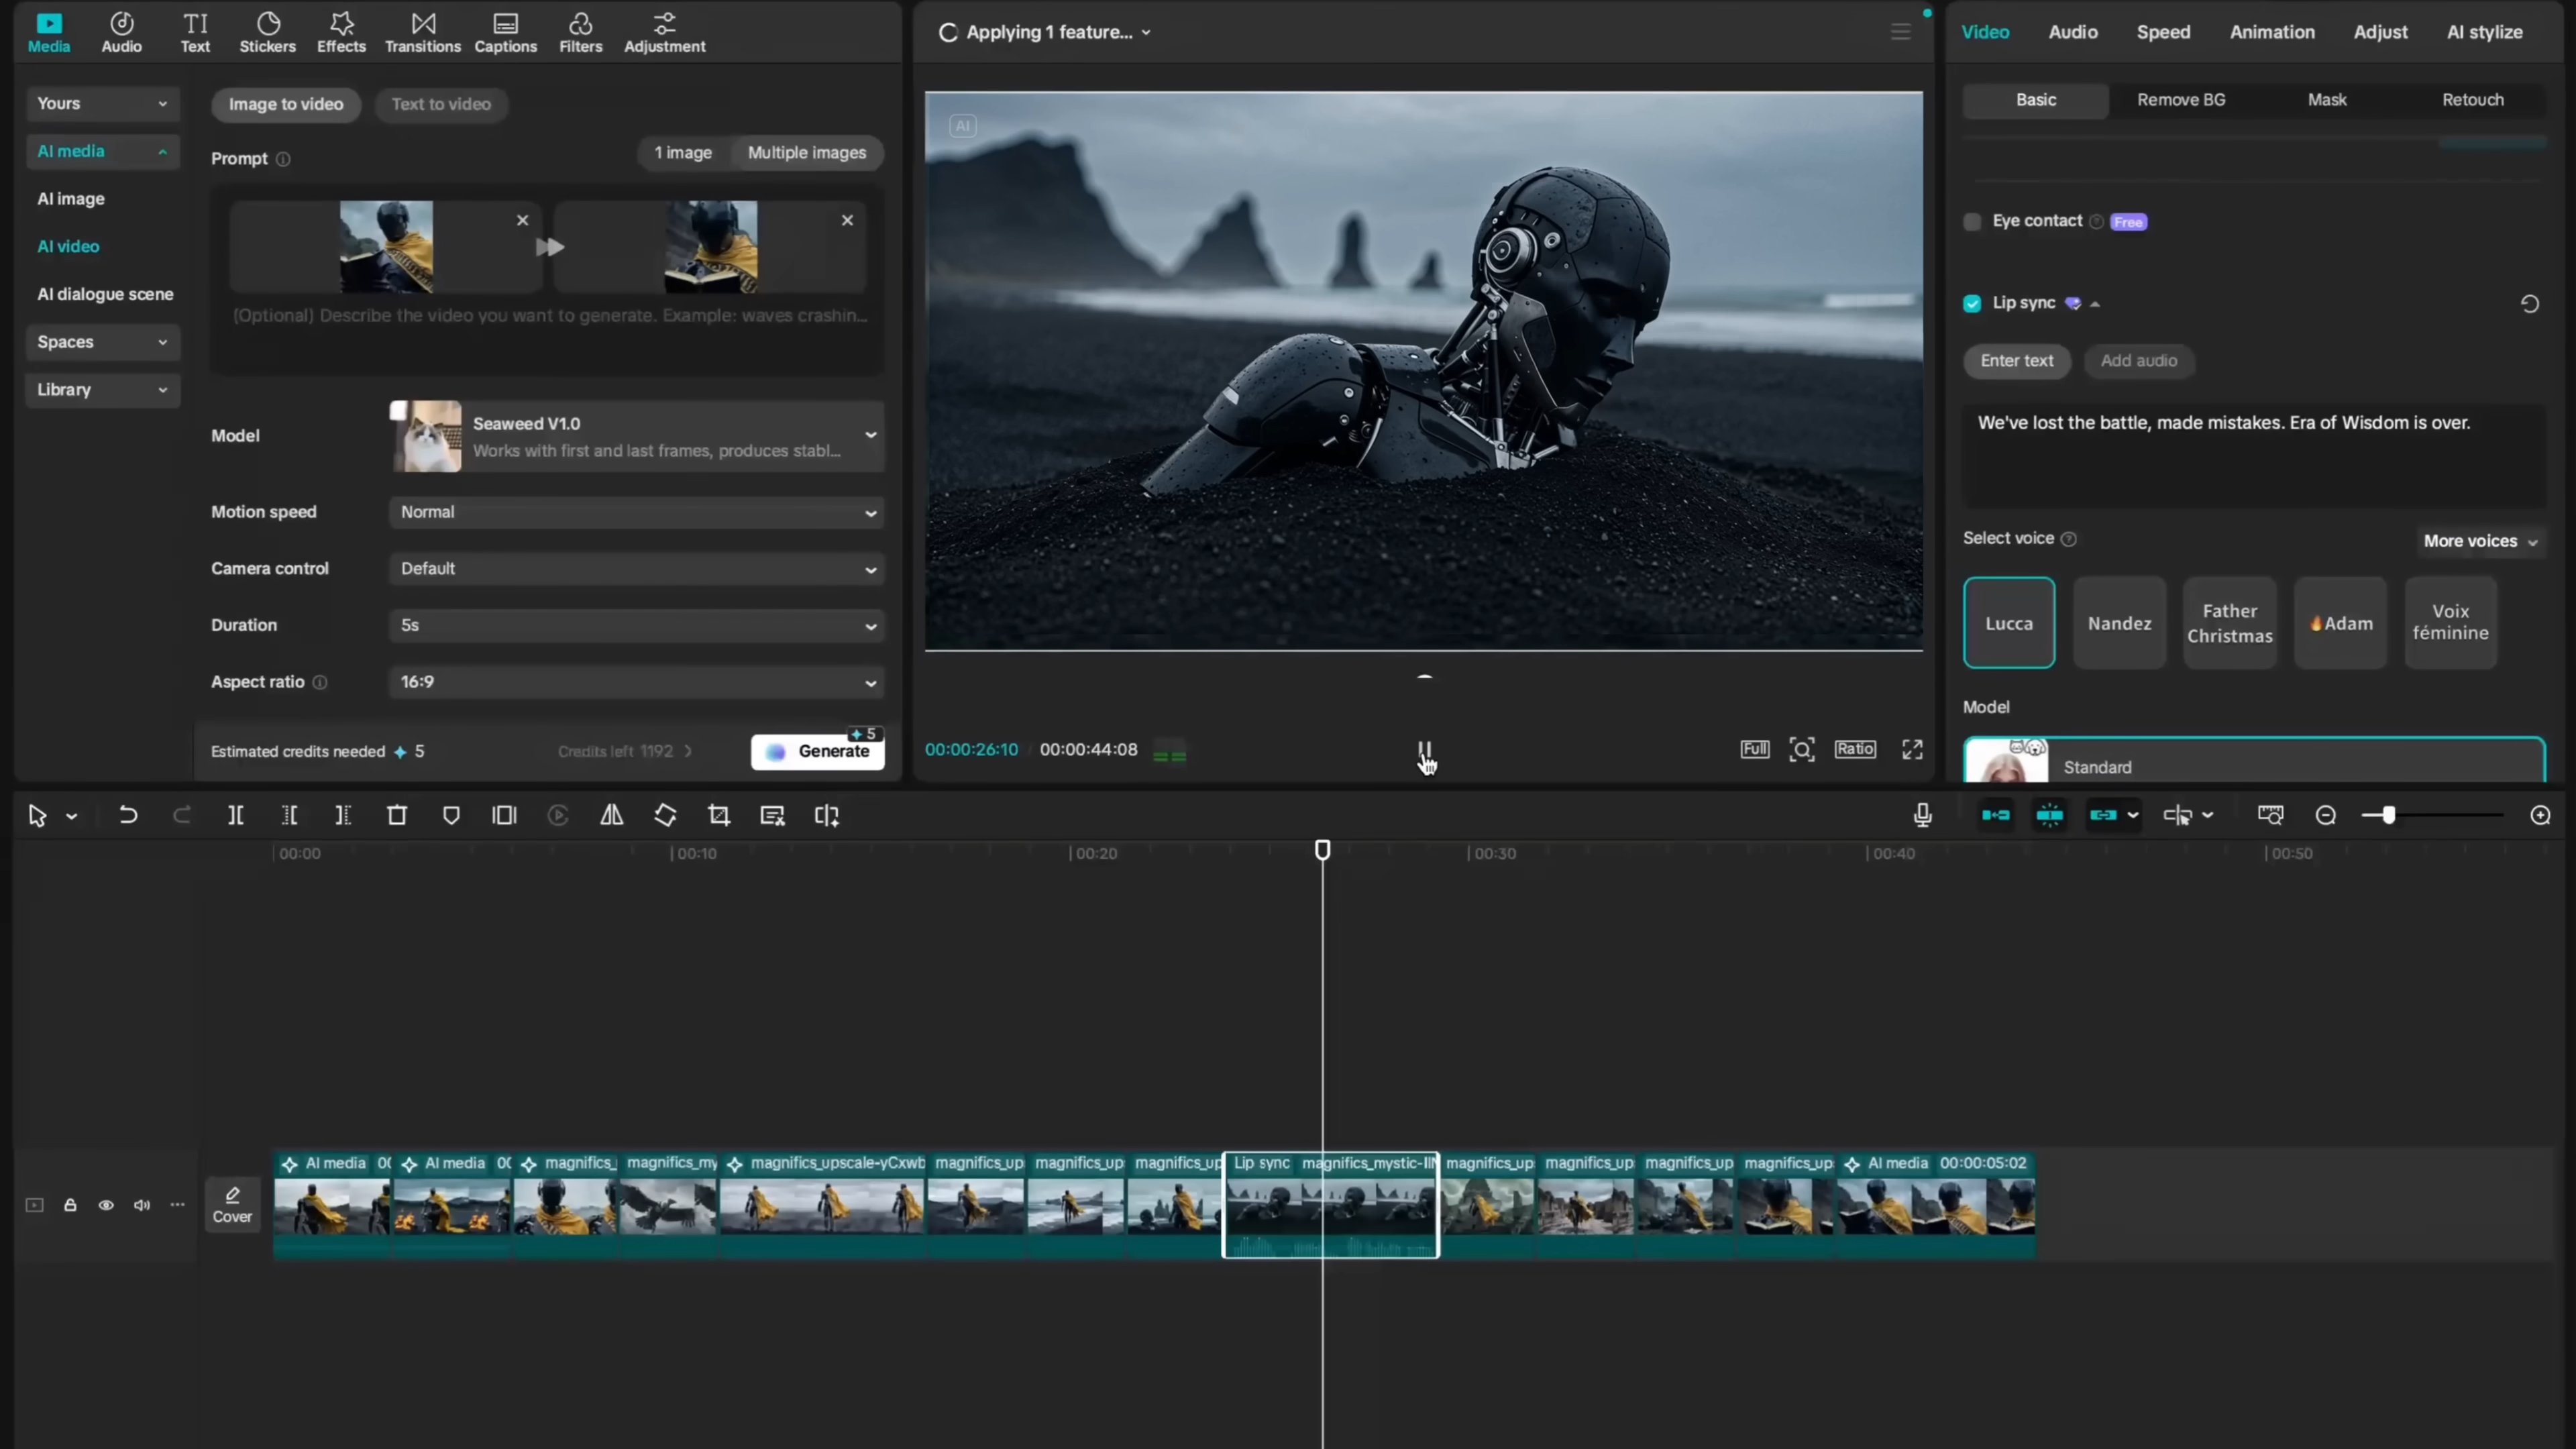 Media
Audio
Text
Stickers
Effects
Transitions
Captions
Filters
Adjustment
Yours
AI media
AI image
AI video
AI dialogue scene
Spaces
Library
Image to video
Text to video
Prompt
1 image
Multiple images
(Optional) Describe the video you want to generate. Example: waves crashin...
Model
Seaweed V1.0
Works with first and last frames, produces stabl...
Motion speed
Normal
Camera control
Default
Duration
5s
Aspect ratio
16:9
Estimated credits needed 5
Credits left 1192
5
Generate
Applying 1 feature...
AI
00:00:26:10
00:00:44:08
Full
Ratio
Video
Audio
Speed
Animation
Adjust
AI stylize
Basic
Remove BG
Mask
Retouch
Eye contact
Free
Lip sync
Enter text
Add audio
We've lost the battle, made mistakes. Era of Wisdom is over.
Select voice
More voices
Lucca
Nandez
Father
Christmas
🔥Adam
Voix
féminine
Model
Standard
00:00
00:10
00:20
00:30
00:40
00:50
Cover
AI media 00
AI media 00
magnifics_
magnifics_my
magnifics_upscale-yCxwb
magnifics_up
magnifics_up
magnifics_up
Lip sync
magnifics_mystic-
magnifics_up
magnifics_up
magnifics_up
magnifics_up
AI media 00:00:05:02